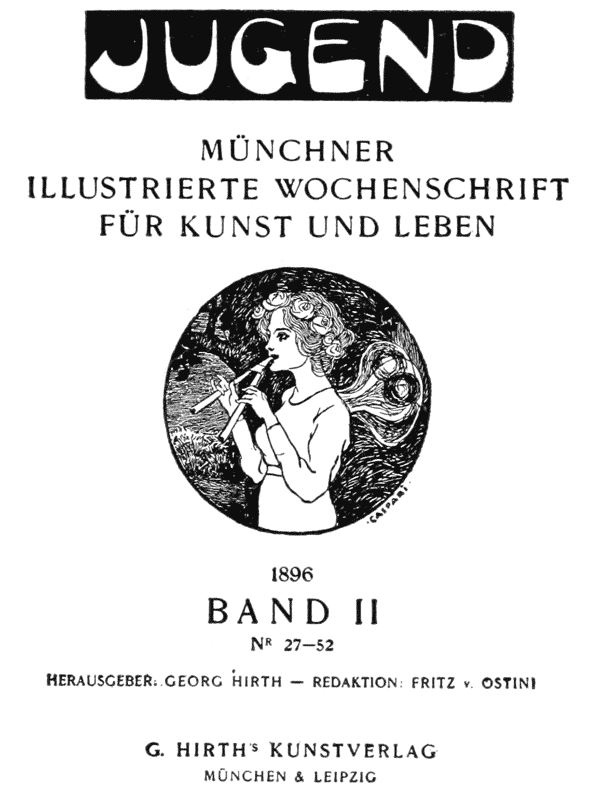 JUGEND
MÜNCHNER
ILLUSTRIERTE WOCHENSCHRIFT
FÜR KUNST UND LEBEN
CASPARI.
1896
BAND II
NR 27—52
HERAUSGEBER: GEORG HIRTH — REDAKTION: FRITZ v. OSTINI
G. HIRTH's KUNSTVERLAG
MÜNCHEN & LEIPZIG